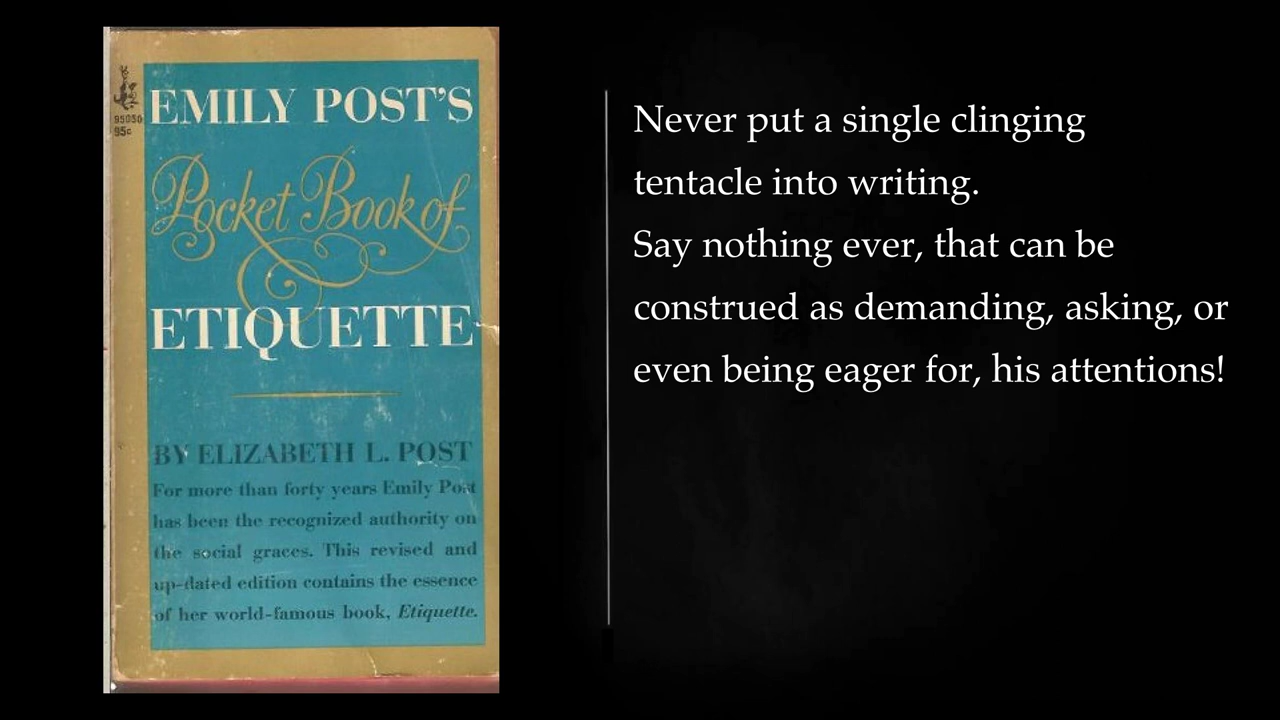 95050
95c
EMILY POST'S
Pocket Book of
ETIQUETTE
BY ELIZABETH L. POST
For more than forty years Emily Post
has been the recognized authority on
the social graces. This revised and
up-dated edition contains the essence
of her world-famous book, Etiquette.
Never put a single clinging
tentacle into writing.
Say nothing ever, that can be
construed as demanding, asking, or
even being eager for, his attentions!